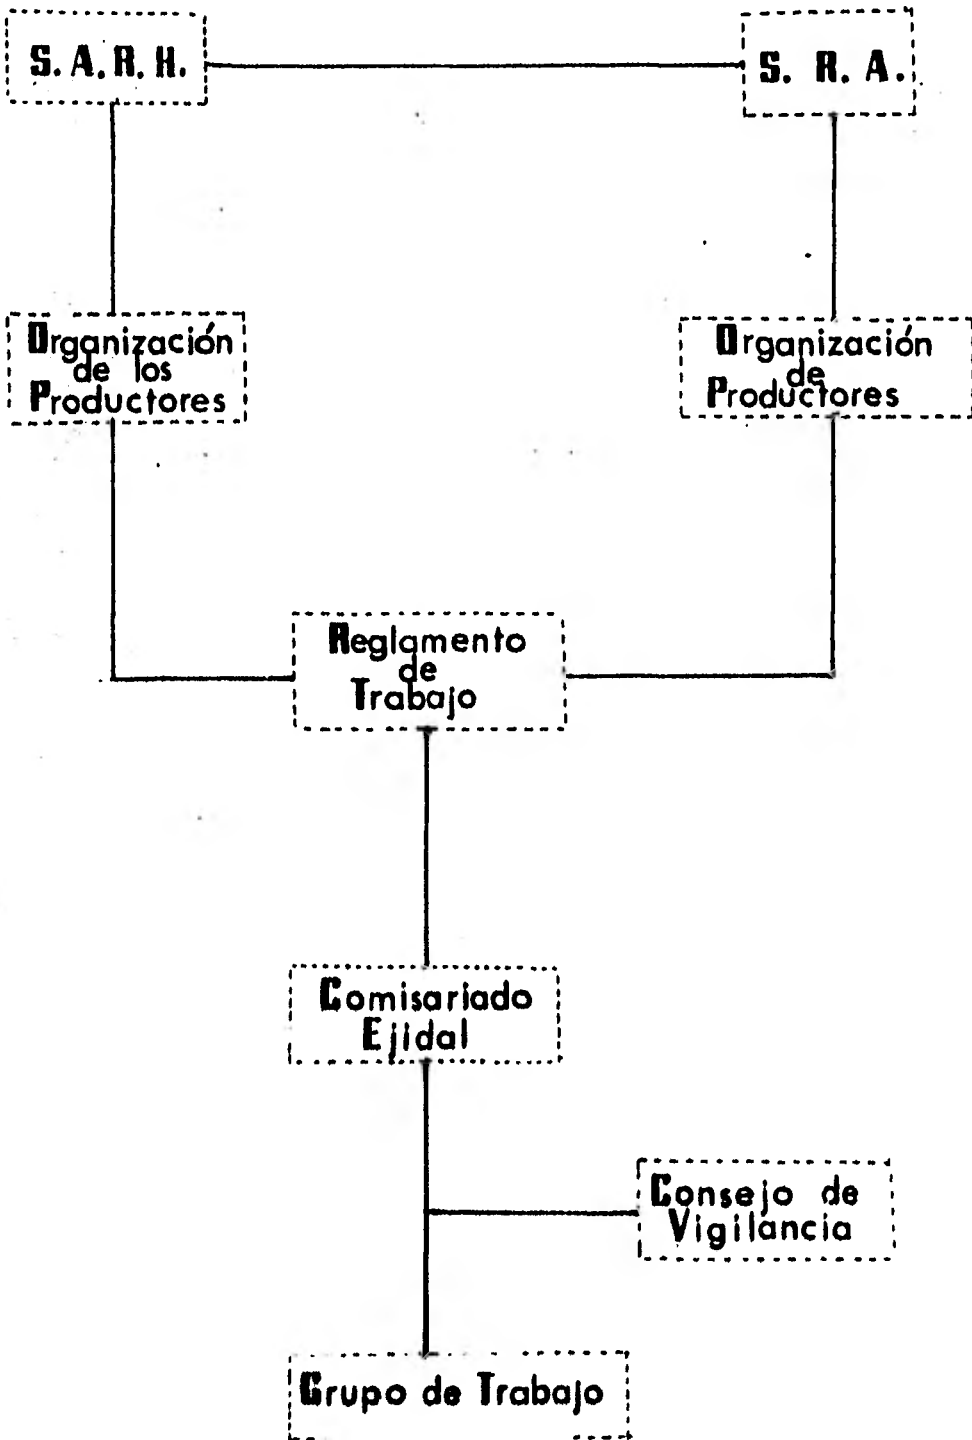 S.A.R.H.
S. R. A.
Organización
de los
Productores
Organización
de
Productores
Reglamento
de
Trabajo
Comisariado
Ejidal
Consejo de
Vigilancia
Grupo de Trabajo